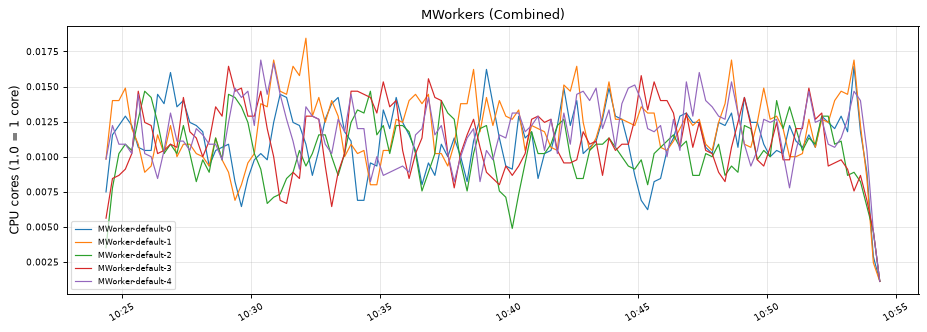 MWorkers (Combined)
CPU cores (1.0 = 1 core)
0.0175
0.0150
0.0125
0.0100
0.0075
0.0050
0.0025
MWorker-default-0
MWorker-default-1
MWorker-default-2
MWorker-default-3
MWorker-default-4
10:25
10:30
10:35
10:40
10:45
10:50
10:55